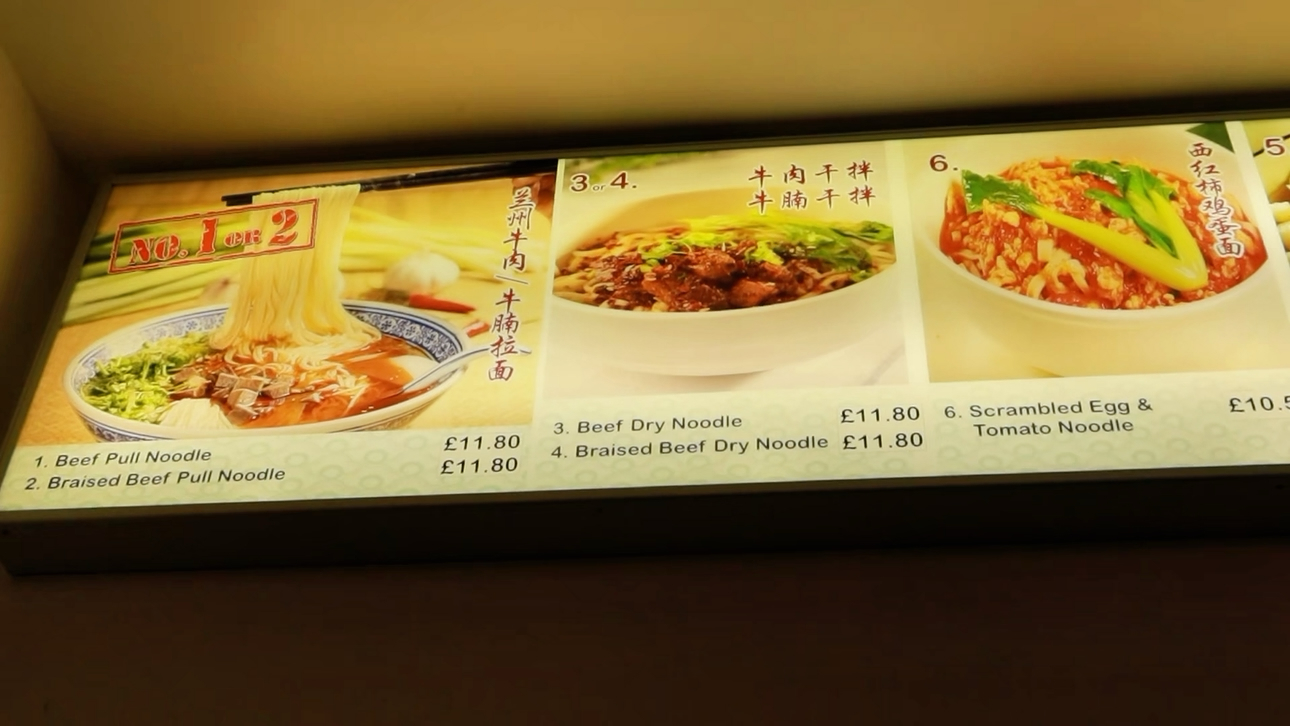 No. 1 OR 2
兰州牛肉/牛腩拉面
1. Beef Pull Noodle £11.80
2. Braised Beef Pull Noodle £11.80
3 or 4.
牛肉干拌
牛腩干拌
3. Beef Dry Noodle £11.80
4. Braised Beef Dry Noodle £11.80
6.
西红柿鸡蛋面
6. Scrambled Egg & £10.5
Tomato Noodle
5